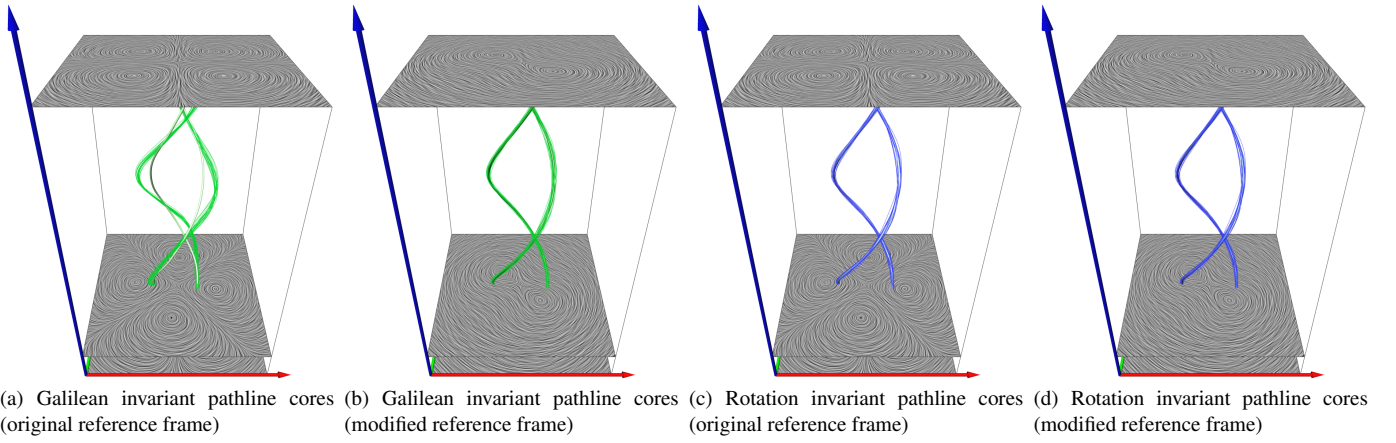 (a) Galilean invariant pathline cores
(original reference frame)
(b) Galilean invariant pathline cores
(modified reference frame)
(c) Rotation invariant pathline cores
(original reference frame)
(d) Rotation invariant pathline cores
(modified reference frame)